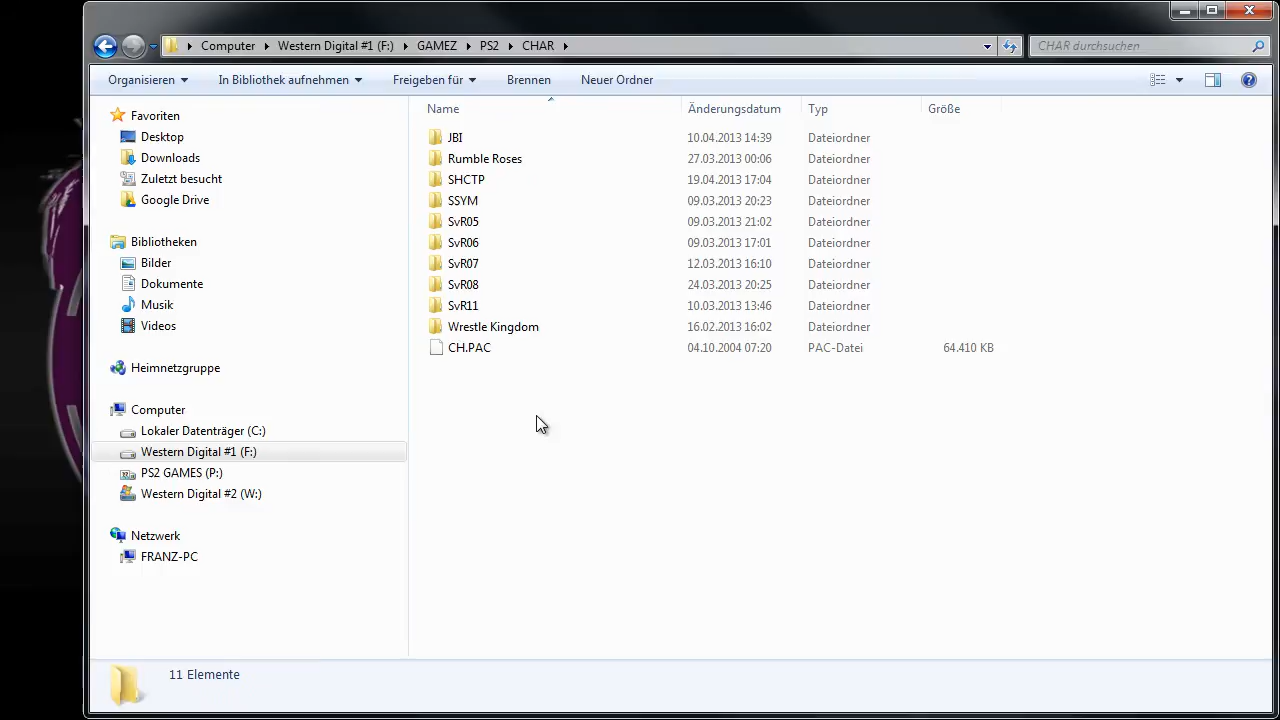 Computer Western Digital #1 (F:) GAMEZ PS2 CHAR
CHAR durchsuchen
Organisieren In Bibliothek aufnehmen Freigeben für Brennen Neuer Ordner
Favoriten
Desktop
Downloads
Zuletzt besucht
Google Drive
Bibliotheken
Bilder
Dokumente
Musik
Videos
Heimnetzgruppe
Computer
Lokaler Datenträger (C:)
Western Digital #1 (F:)
PS2 GAMES (P:)
Western Digital #2 (W:)
Netzwerk
FRANZ-PC
Name Änderungsdatum Typ Größe
JBI 10.04.2013 14:39 Dateiordner
Rumble Roses 27.03.2013 00:06 Dateiordner
SHCTP 19.04.2013 17:04 Dateiordner
SSYM 09.03.2013 20:23 Dateiordner
SvR05 09.03.2013 21:02 Dateiordner
SvR06 09.03.2013 17:01 Dateiordner
SvR07 12.03.2013 16:10 Dateiordner
SvR08 24.03.2013 20:25 Dateiordner
SvR11 10.03.2013 13:46 Dateiordner
Wrestle Kingdom 16.02.2013 16:02 Dateiordner
CH.PAC 04.10.2004 07:20 PAC-Datei 64.410 KB
11 Elemente